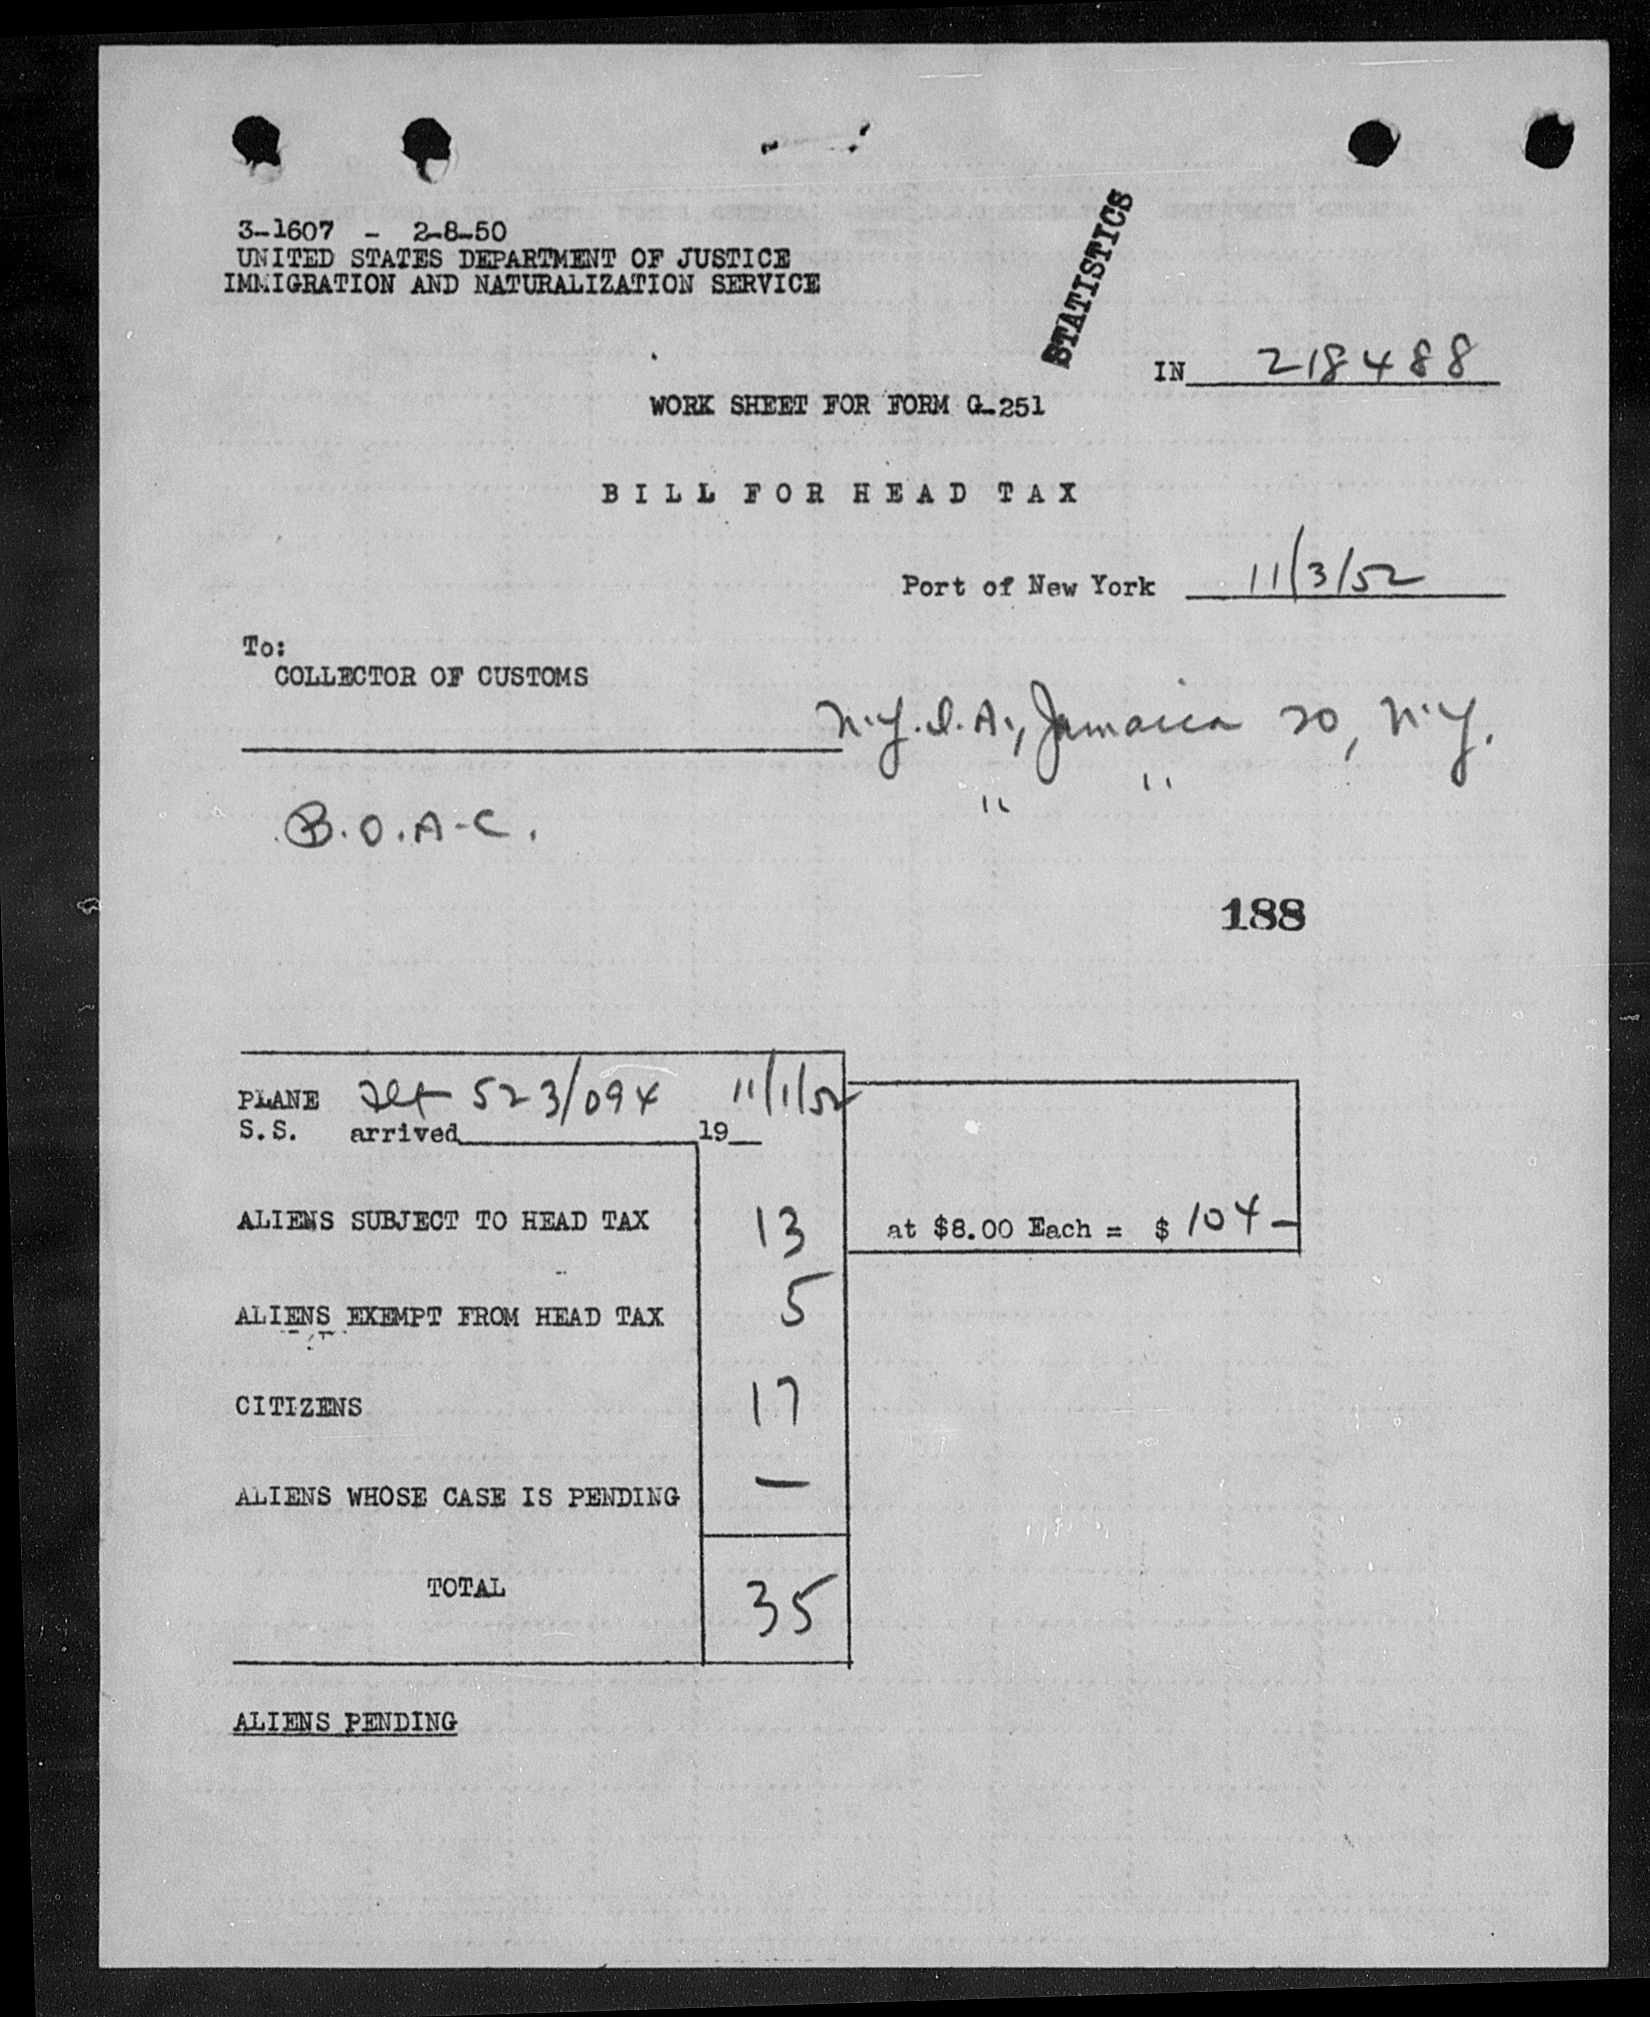 3-1607 - 2-8-50
UNITED STATES DEPARTMENT OF JUSTICE
IMMIGRATION AND NATURALIZATION SERVICE
STATISTICS
IN 218488
WORK SHEET FOR FORM G-251
BILL FOR HEAD TAX
Port of New York 11/3/52
To:
COLLECTOR OF CUSTOMS
N.Y.I.A., Jamaica 30, N.Y.
" "
B.O.A.C.
188
PLANE 523/094 11/1/52
S.S. arrived 19
ALIENS SUBJECT TO HEAD TAX 13 at $8.00 Each = $ 104-
ALIENS EXEMPT FROM HEAD TAX 5
CITIZENS 17
ALIENS WHOSE CASE IS PENDING —
TOTAL 35
ALIENS PENDING